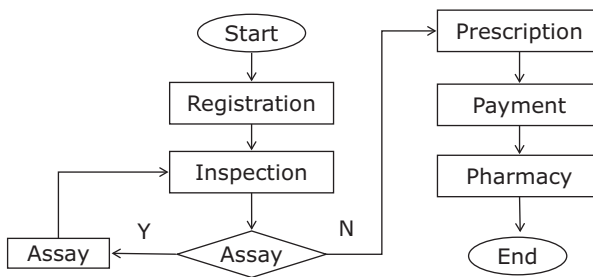 Start
Registration
Inspection
Assay
Y
Assay
N
Prescription
Payment
Pharmacy
End